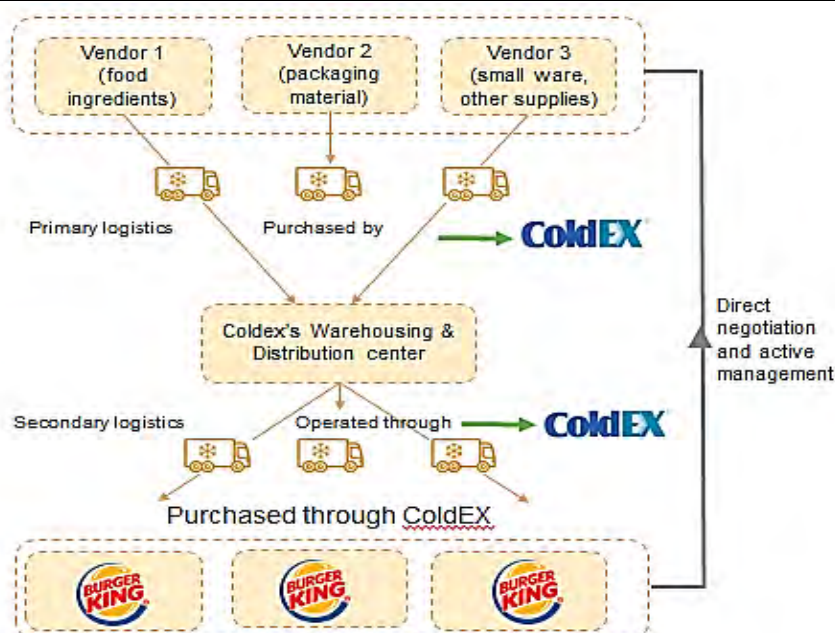 Vendor 1
(food
ingredients)
Vendor 2
(packaging
material)
Vendor 3
(small ware,
other supplies)
Primary logistics
Purchased by
ColdEX
Coldex's Warehousing &
Distribution center
Direct
negotiation
and active
management
Secondary logistics
Operated through
ColdEX
Purchased through ColdEX
BURGER
KING
BURGER
KING
BURGER
KING